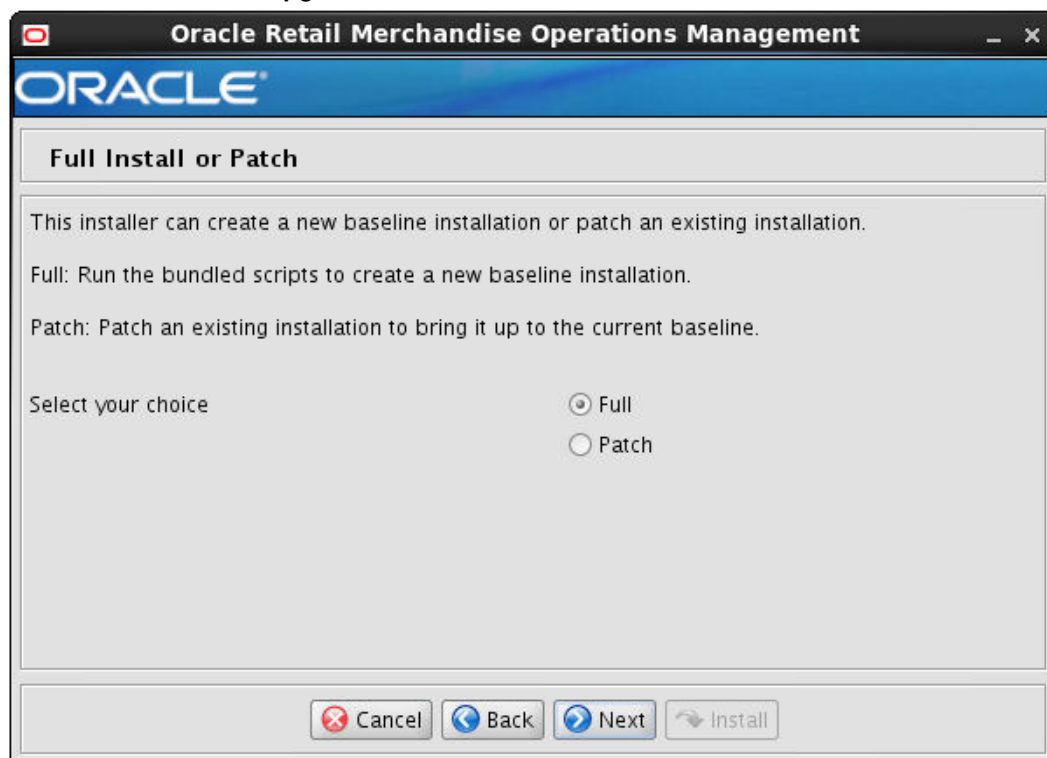 Oracle Retail Merchandise Operations Management
ORACLE®
Full Install or Patch
This installer can create a new baseline installation or patch an existing installation.
Full: Run the bundled scripts to create a new baseline installation.
Patch: Patch an existing installation to bring it up to the current baseline.
Select your choice
Full
Patch
Cancel Back Next Install